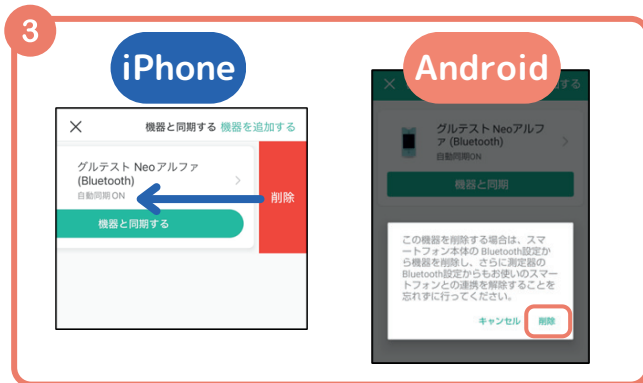 3
iPhone
× 機器と同期する 機器を追加する
グルテスト Neoアルファ
(Bluetooth)
自動同期ON
削除
機器と同期する
Android
× する
グルテスト Neoアルフ
ァ (Bluetooth)
自動同期ON
機器と同期
この機器を削除する場合は、スマ
ートフォン本体の Bluetooth設定か
ら機器を削除し、さらに測定器の
Bluetooth設定からもお使いのスマー
トフォンとの連携を解除することを
忘れずに行ってください。
キャンセル 削除